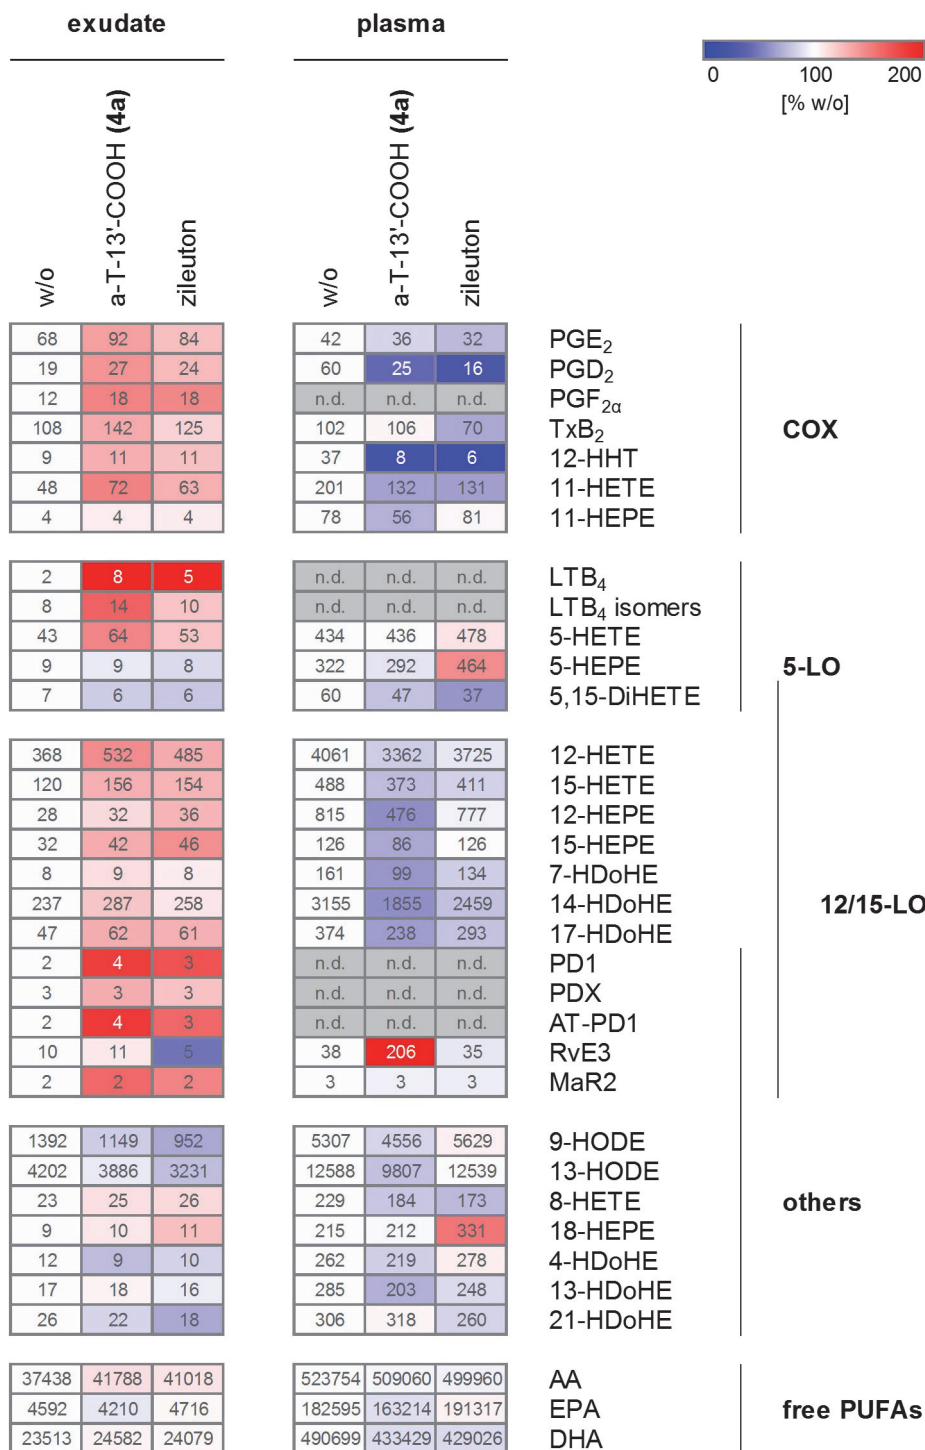 exudate plasma
0 100 200
[% w/o]
w/o a-T-13'-COOH (4a) zileuton w/o a-T-13'-COOH (4a) zileuton
68 92 84 42 36 32 PGE2
19 27 24 60 25 16 PGD2
12 18 18 n.d. n.d. n.d. PGF2α
108 142 125 102 106 70 TxB2 COX
9 11 11 37 8 6 12-HHT
48 72 63 201 132 131 11-HETE
4 4 4 78 56 81 11-HEPE
2 8 5 n.d. n.d. n.d. LTB4
8 14 10 n.d. n.d. n.d. LTB4 isomers
43 64 53 434 436 478 5-HETE
9 9 8 322 292 464 5-HEPE 5-LO
7 6 6 60 47 37 5,15-DiHETE
368 532 485 4061 3362 3725 12-HETE
120 156 154 488 373 411 15-HETE
28 32 36 815 476 777 12-HEPE
32 42 46 126 86 126 15-HEPE
8 9 8 161 99 134 7-HDoHE
237 287 258 3155 1855 2459 14-HDoHE 12/15-LO
47 62 61 374 238 293 17-HDoHE
2 4 3 n.d. n.d. n.d. PD1
3 3 3 n.d. n.d. n.d. PDX
2 4 3 n.d. n.d. n.d. AT-PD1
10 11 5 38 206 35 RvE3
2 2 2 3 3 3 MaR2
1392 1149 952 5307 4556 5629 9-HODE
4202 3886 3231 12588 9807 12539 13-HODE
23 25 26 229 184 173 8-HETE
9 10 11 215 212 331 18-HEPE others
12 9 10 262 219 278 4-HDoHE
17 18 16 285 203 248 13-HDoHE
26 22 18 306 318 260 21-HDoHE
37438 41788 41018 523754 509060 499960 AA
4592 4210 4716 182595 163214 191317 EPA free PUFAs
23513 24582 24079 490699 433429 429026 DHA